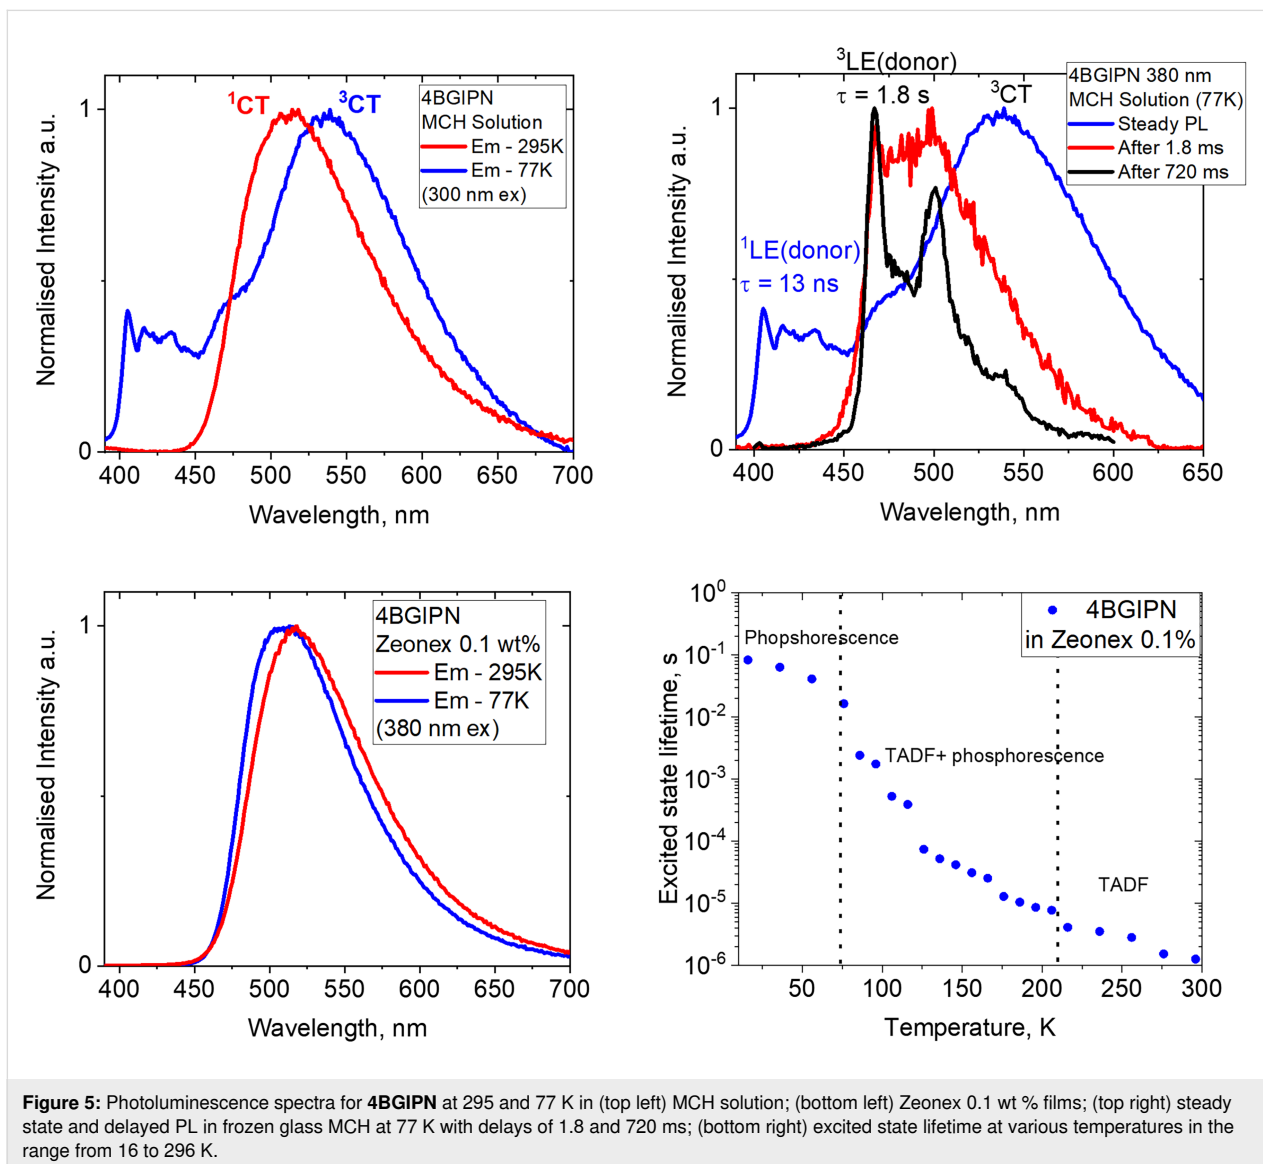 ¹CT
³CT
4BGIPN
MCH Solution
Em - 295K
Em - 77K
(300 nm ex)
Normalised Intensity a.u.
1
0
400 450 500 550 600 650 700
Wavelength, nm
³LE(donor)
τ = 1.8 s
³CT
4BGIPN 380 nm
MCH Solution (77K)
Steady PL
After 1.8 ms
After 720 ms
¹LE(donor)
τ = 13 ns
Normalised Intensity a.u.
1
0
400 450 500 550 600 650
Wavelength, nm
4BGIPN
Zeonex 0.1 wt%
Em - 295K
Em - 77K
(380 nm ex)
Normalised Intensity a.u.
1
0
400 450 500 550 600 650 700
Wavelength, nm
4BGIPN
in Zeonex 0.1%
Phopshorescence
TADF+ phosphorescence
TADF
Excited state lifetime, s
10⁰
10⁻¹
10⁻²
10⁻³
10⁻⁴
10⁻⁵
10⁻⁶
50 100 150 200 250 300
Temperature, K
Figure 5: Photoluminescence spectra for 4BGIPN at 295 and 77 K in (top left) MCH solution; (bottom left) Zeonex 0.1 wt % films; (top right) steady
state and delayed PL in frozen glass MCH at 77 K with delays of 1.8 and 720 ms; (bottom right) excited state lifetime at various temperatures in the
range from 16 to 296 K.